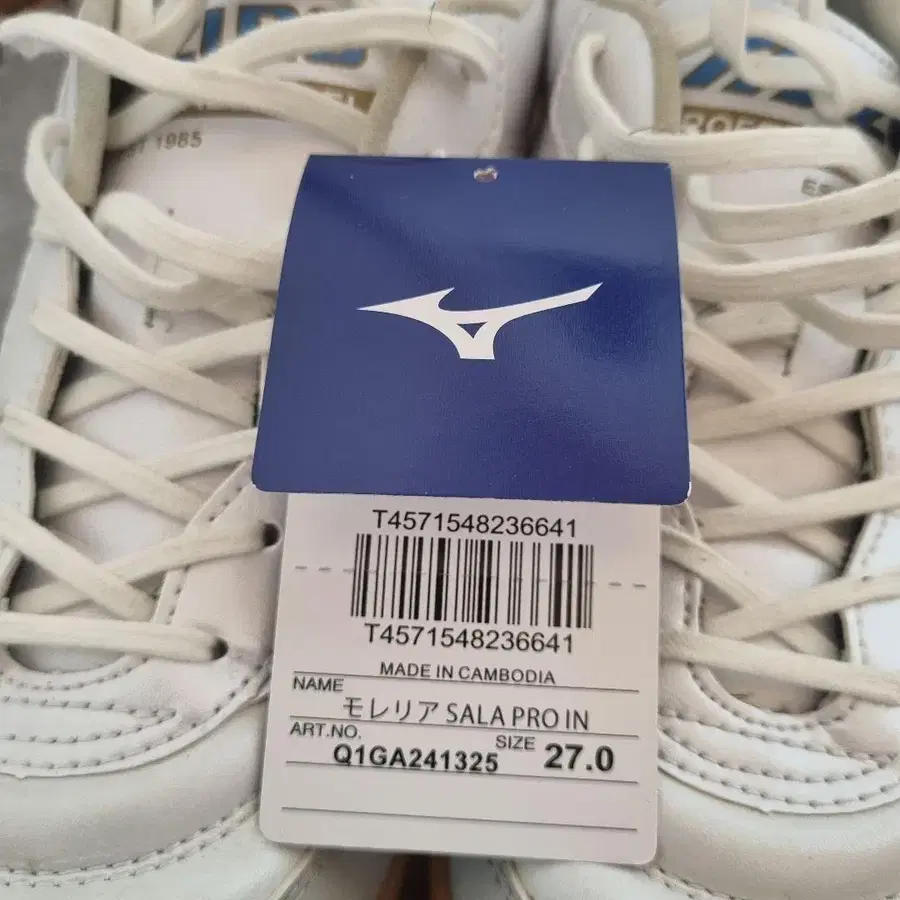 1985
T4571548236641
T4571548236641
MADE IN CAMBODIA
NAME
モレリア SALA PRO IN
ART.NO.
Q1GA241325
SIZE
27.0